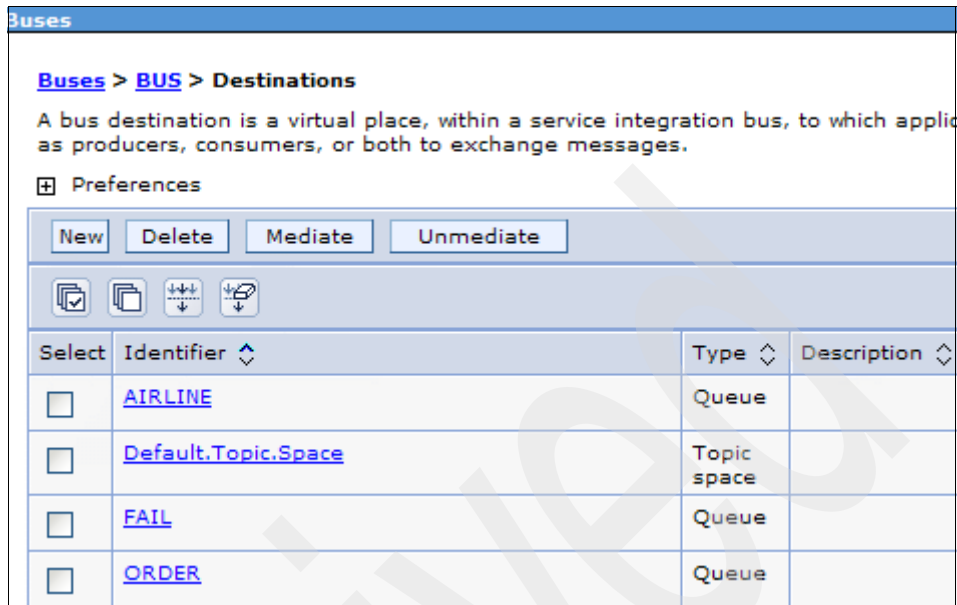 Buses
Buses > BUS > Destinations
A bus destination is a virtual place, within a service integration bus, to which
as producers, consumers, or both to exchange messages.
Preferences
New Delete Mediate Unmediate
Select Identifier Type Description
AIRLINE Queue
Default.Topic.Space Topic
space
FAIL Queue
ORDER Queue